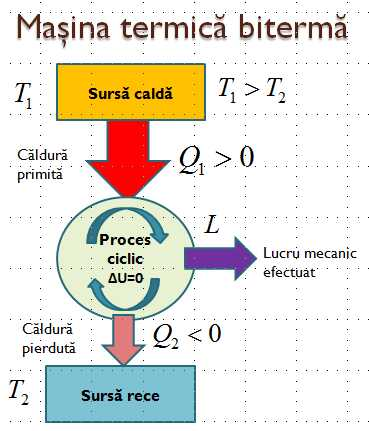 Mașina termică bitermă
T₁
Sursă caldă
T₁ > T₂
Căldură
primită
Q₁ > 0
Proces
ciclic
ΔU=0
L
Lucru mecanic
efectuat
Căldură
pierdută
Q₂ < 0
T₂
Sursă rece